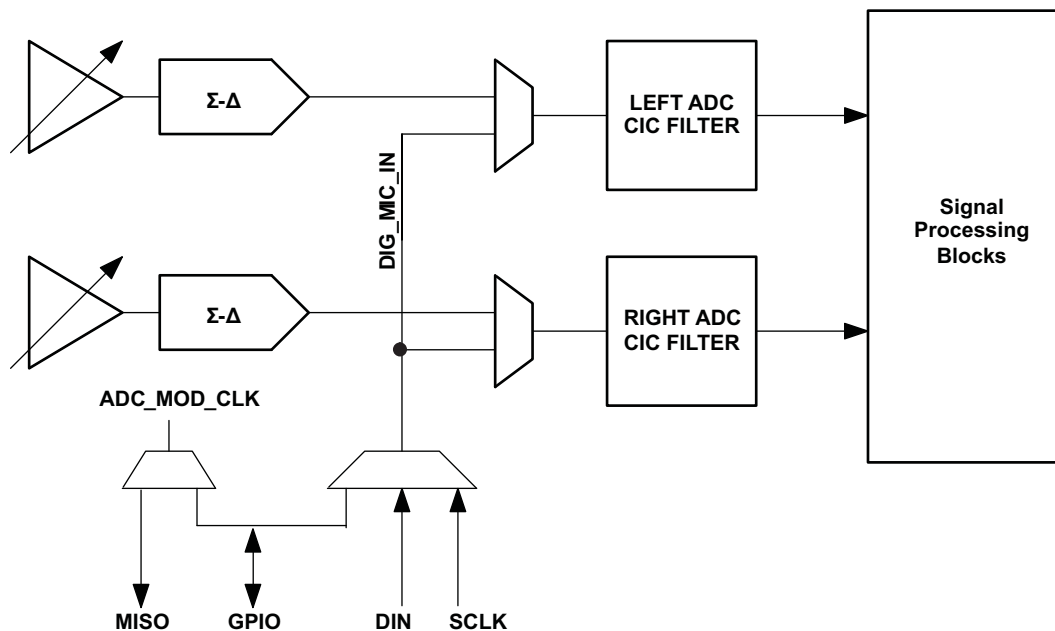 Σ-Δ
LEFT ADC
CIC FILTER
DIG_MIC_IN
Signal
Processing
Blocks
Σ-Δ
RIGHT ADC
CIC FILTER
ADC_MOD_CLK
MISO
GPIO
DIN
SCLK